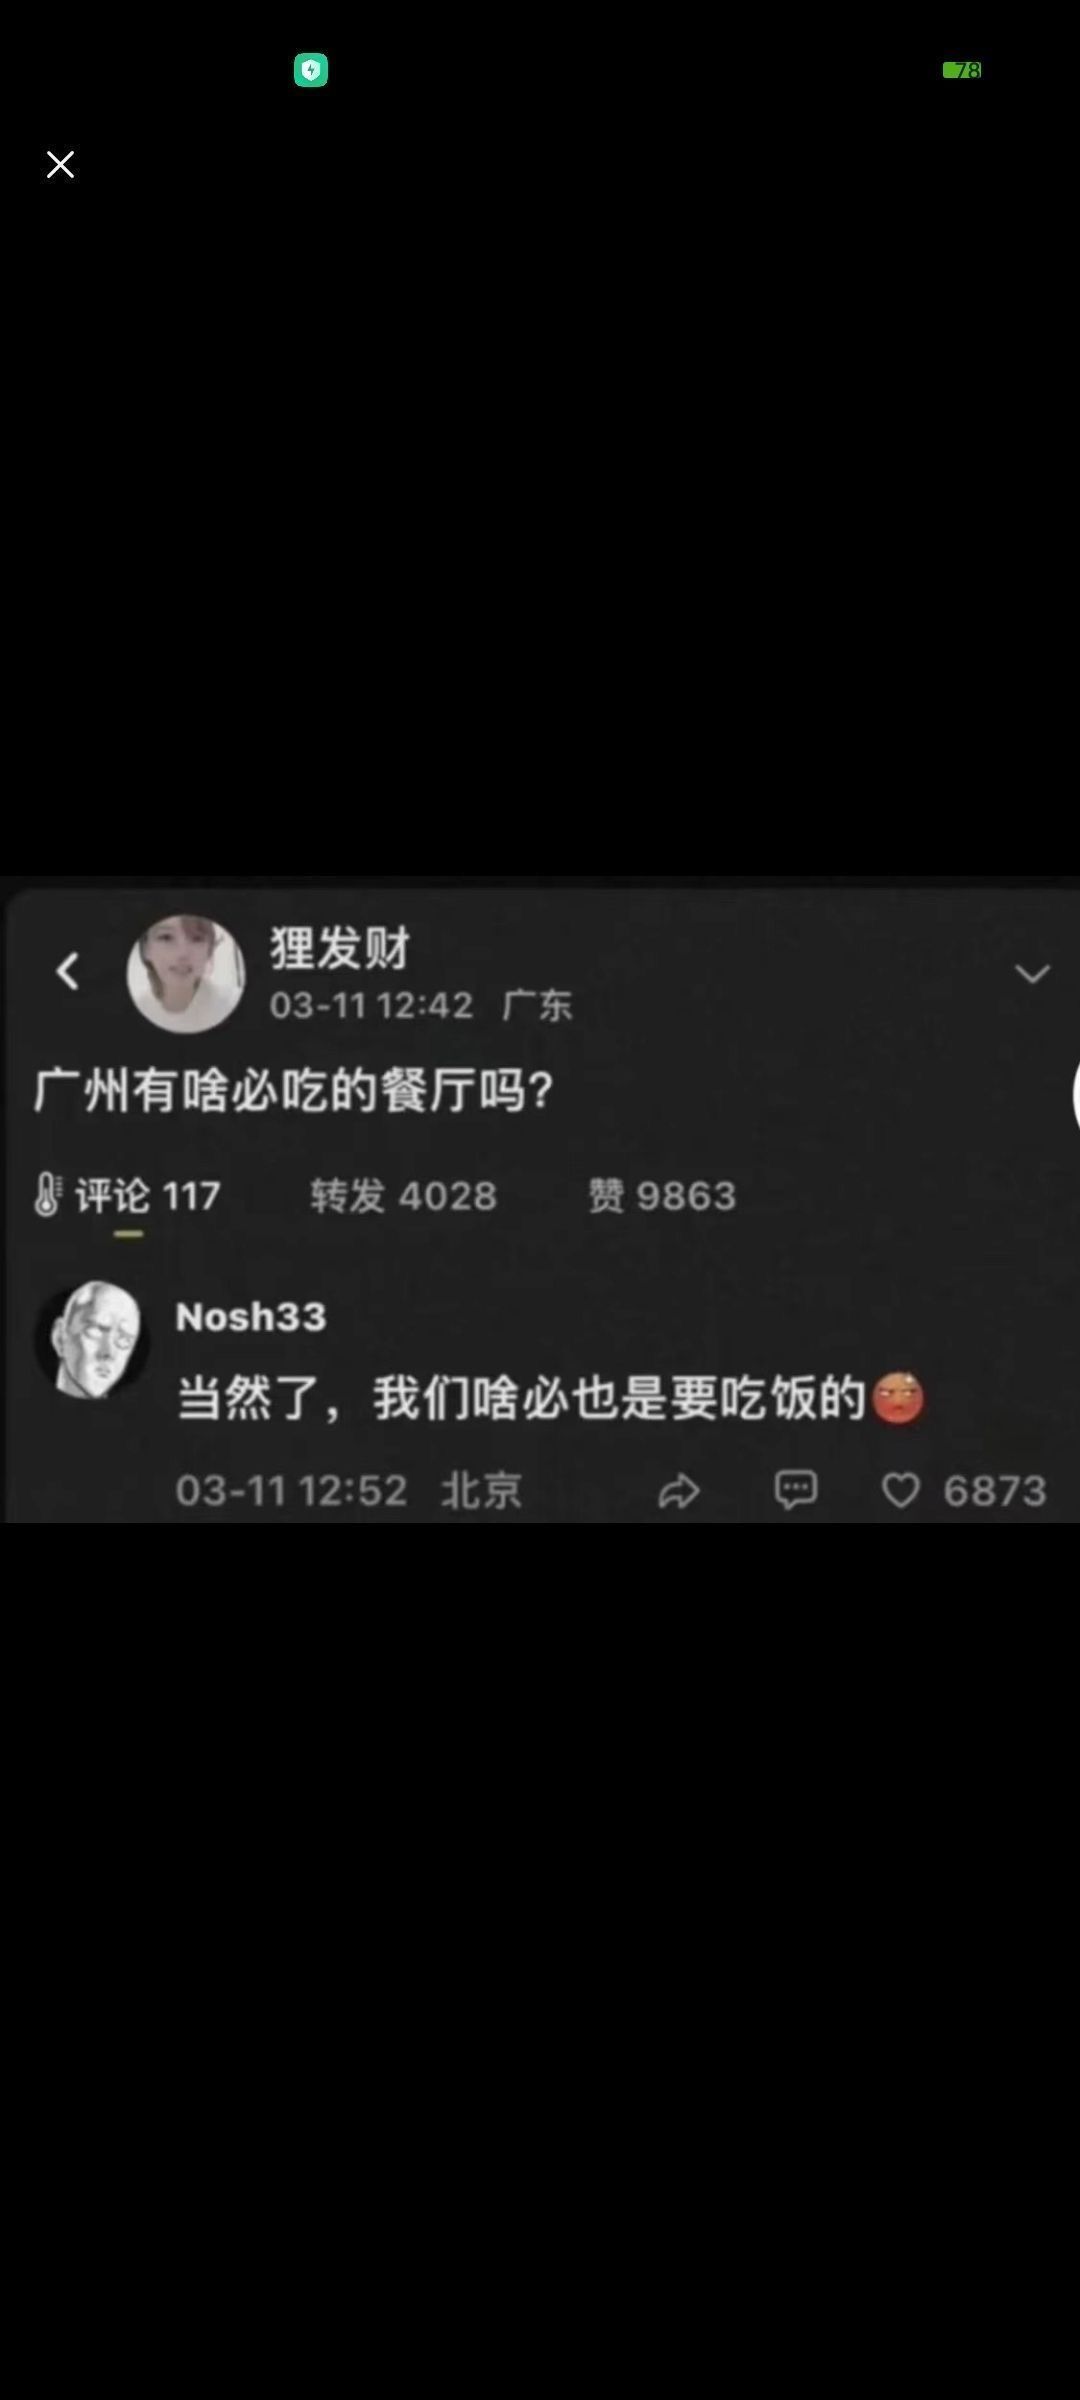 78
狸发财
03-11 12:42 广东
广州有啥必吃的餐厅吗?
评论 117 转发 4028 赞 9863
Nosh33
当然了，我们啥必也是要吃饭的
03-11 12:52 北京 6873